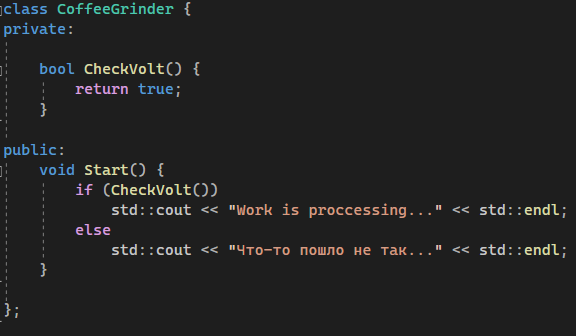 class CoffeeGrinder {
private:
bool CheckVolt() {
return true;
}
public:
void Start() {
if (CheckVolt())
std::cout << "Work is proccessing..." << std::endl;
else
std::cout << "Что-то пошло не так..." << std::endl;
}
};